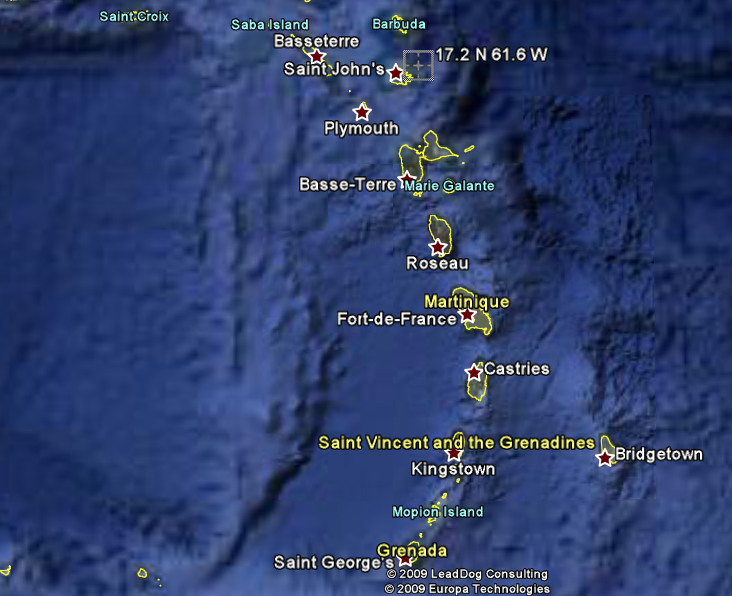 Saint Croix
Saba Island
Barbuda
Basseterre
17.2 N 61.6 W
Saint John's
Plymouth
Basse-Terre
Marie Galante
Roseau
Martinique
Fort-de-France
Castries
Saint Vincent and the Grenadines
Bridgetown
Kingstown
Mopion Island
Grenada
Saint George's
© 2009 LeadDog Consulting
© 2009 Europa Technologies